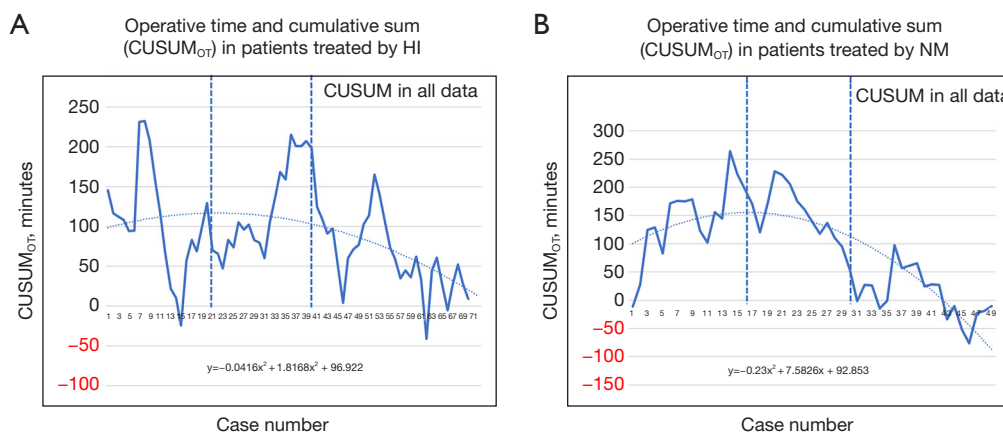 A
Operative time and cumulative sum
(CUSUMOT) in patients treated by HI
CUSUM in all data
CUSUMOT, minutes
250
200
150
100
50
0
−50
−100
1 3 5 7 9 11 13 15 17 19 21 23 25 27 29 31 33 35 37 39 41 43 45 47 49 51 53 55 57 59 61 63 65 67 69 71
y=−0.0416x² + 1.8168x² + 96.922
Case number
B
Operative time and cumulative sum
(CUSUMOT) in patients treated by NM
CUSUM in all data
CUSUMOT, minutes
300
250
200
150
100
50
0
−50
−100
−150
1 3 5 7 9 11 13 15 17 19 21 23 25 27 29 31 33 35 37 39 41 43 45 47 49
y=−0.23x² + 7.5826x + 92.853
Case number